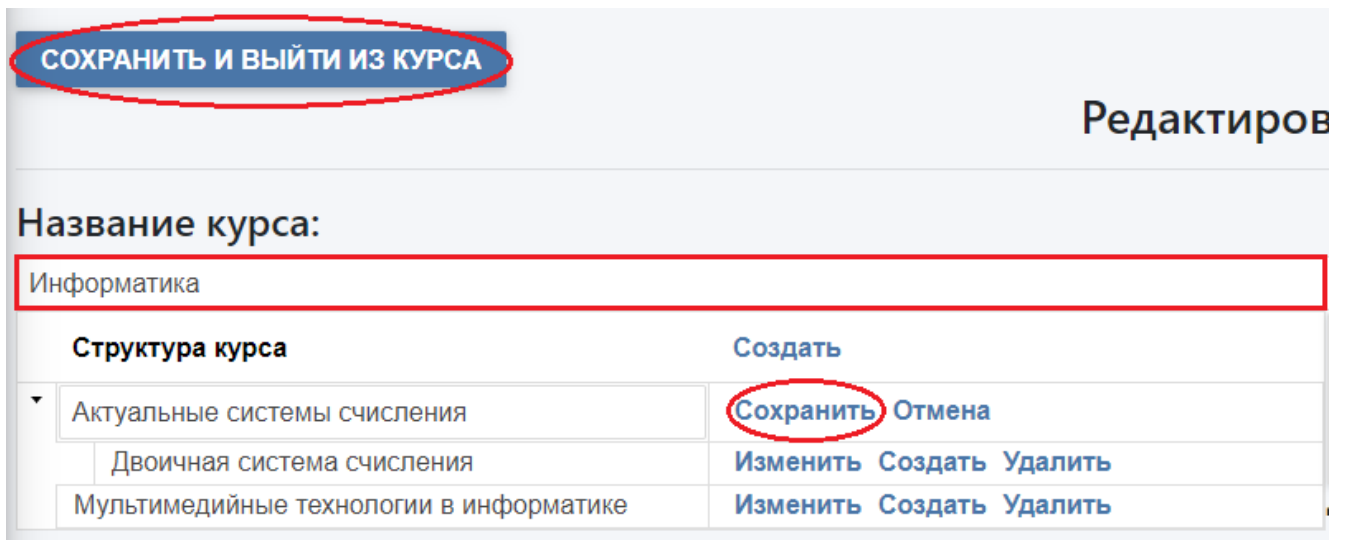 СОХРАНИТЬ И ВЫЙТИ ИЗ КУРСА
Редактиров
Название курса:
Информатика
Структура курса Создать
Актуальные системы счисления Сохранить Отмена
Двоичная система счисления Изменить Создать Удалить
Мультимедийные технологии в информатике Изменить Создать Удалить